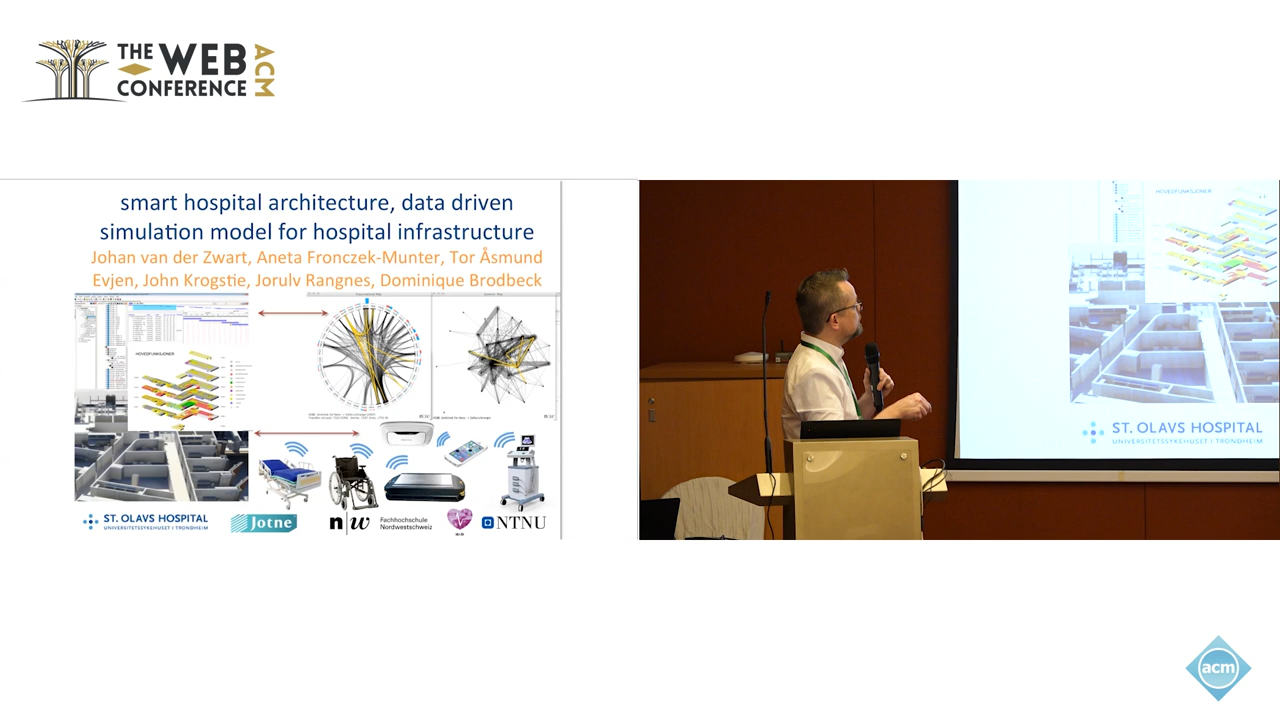 THE WEB CONFERENCE ACM
smart hospital architecture, data driven
simulation model for hospital infrastructure
Johan van der Zwart, Aneta Fronczek-Munter, Tor Åsmund
Evjen, John Krogstie, Jorulv Rangnes, Dominique Brodbeck
HOVEDFUNKSJONER
ST. OLAVS HOSPITAL
UNIVERSITETSSYKEHUSET I TRONDHEIM
Jotne
n|w
Fachhochschule
Nordwestschweiz
NTNU
HOVEDFUNKSJONER
ST. OLAVS HOSPITAL
UNIVERSITETSSYKEHUSET I TRONDHEIM
acm